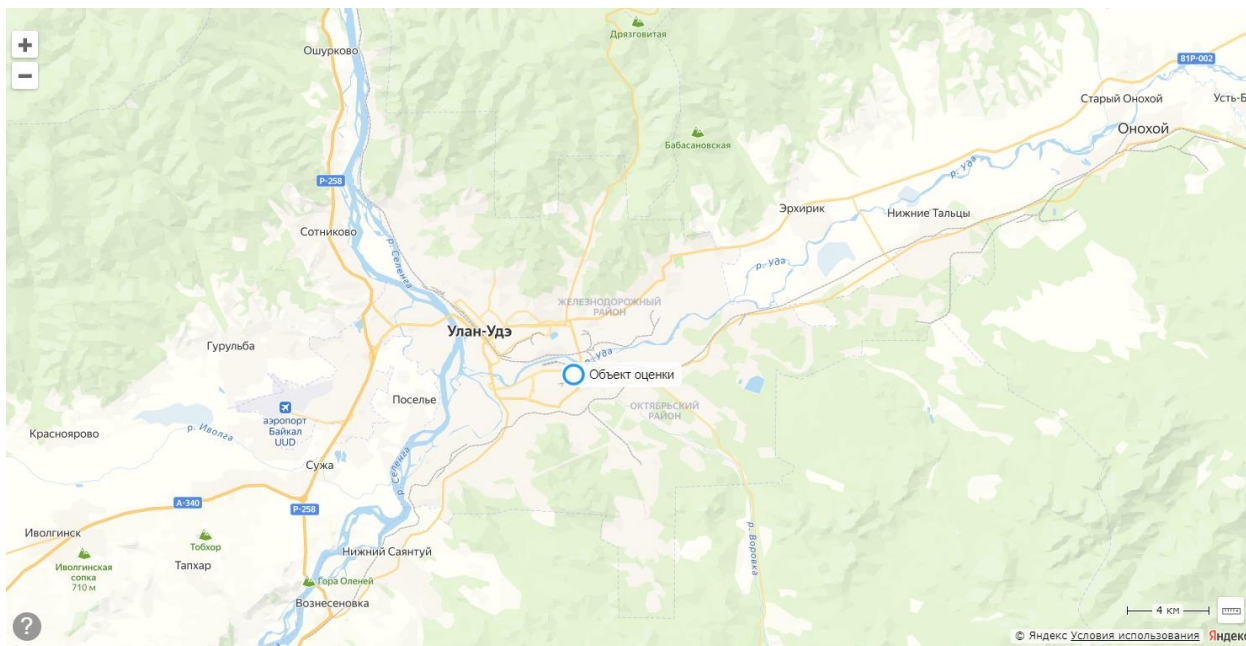 Дрязговитая
Ошурково
+
−
81Р-002
Старый Онохой
Усть-Б
Онохой
Бабасановская
р. Уда
Р-258
Эрхирик
Нижние Тальцы
Сотниково
р. Селенга
р. Уда
ЖЕЛЕЗНОДОРОЖНЫЙ
РАЙОН
Улан-Удэ
Гурульба
р. Уда
Объект оценки
Поселье
аэропорт
Байкал
UUD
ОКТЯБРЬСКИЙ
РАЙОН
Красноярово
р. Иволга
Сужа
р. Селенга
А-340
Р-258
Иволгинск
Тобхор
р. Воровка
Нижний Саянтуй
Иволгинская
сопка
710 м
Тапхар
Гора Оленей
Вознесеновка
4 км
?
© Яндекс Условия использования Яндекс